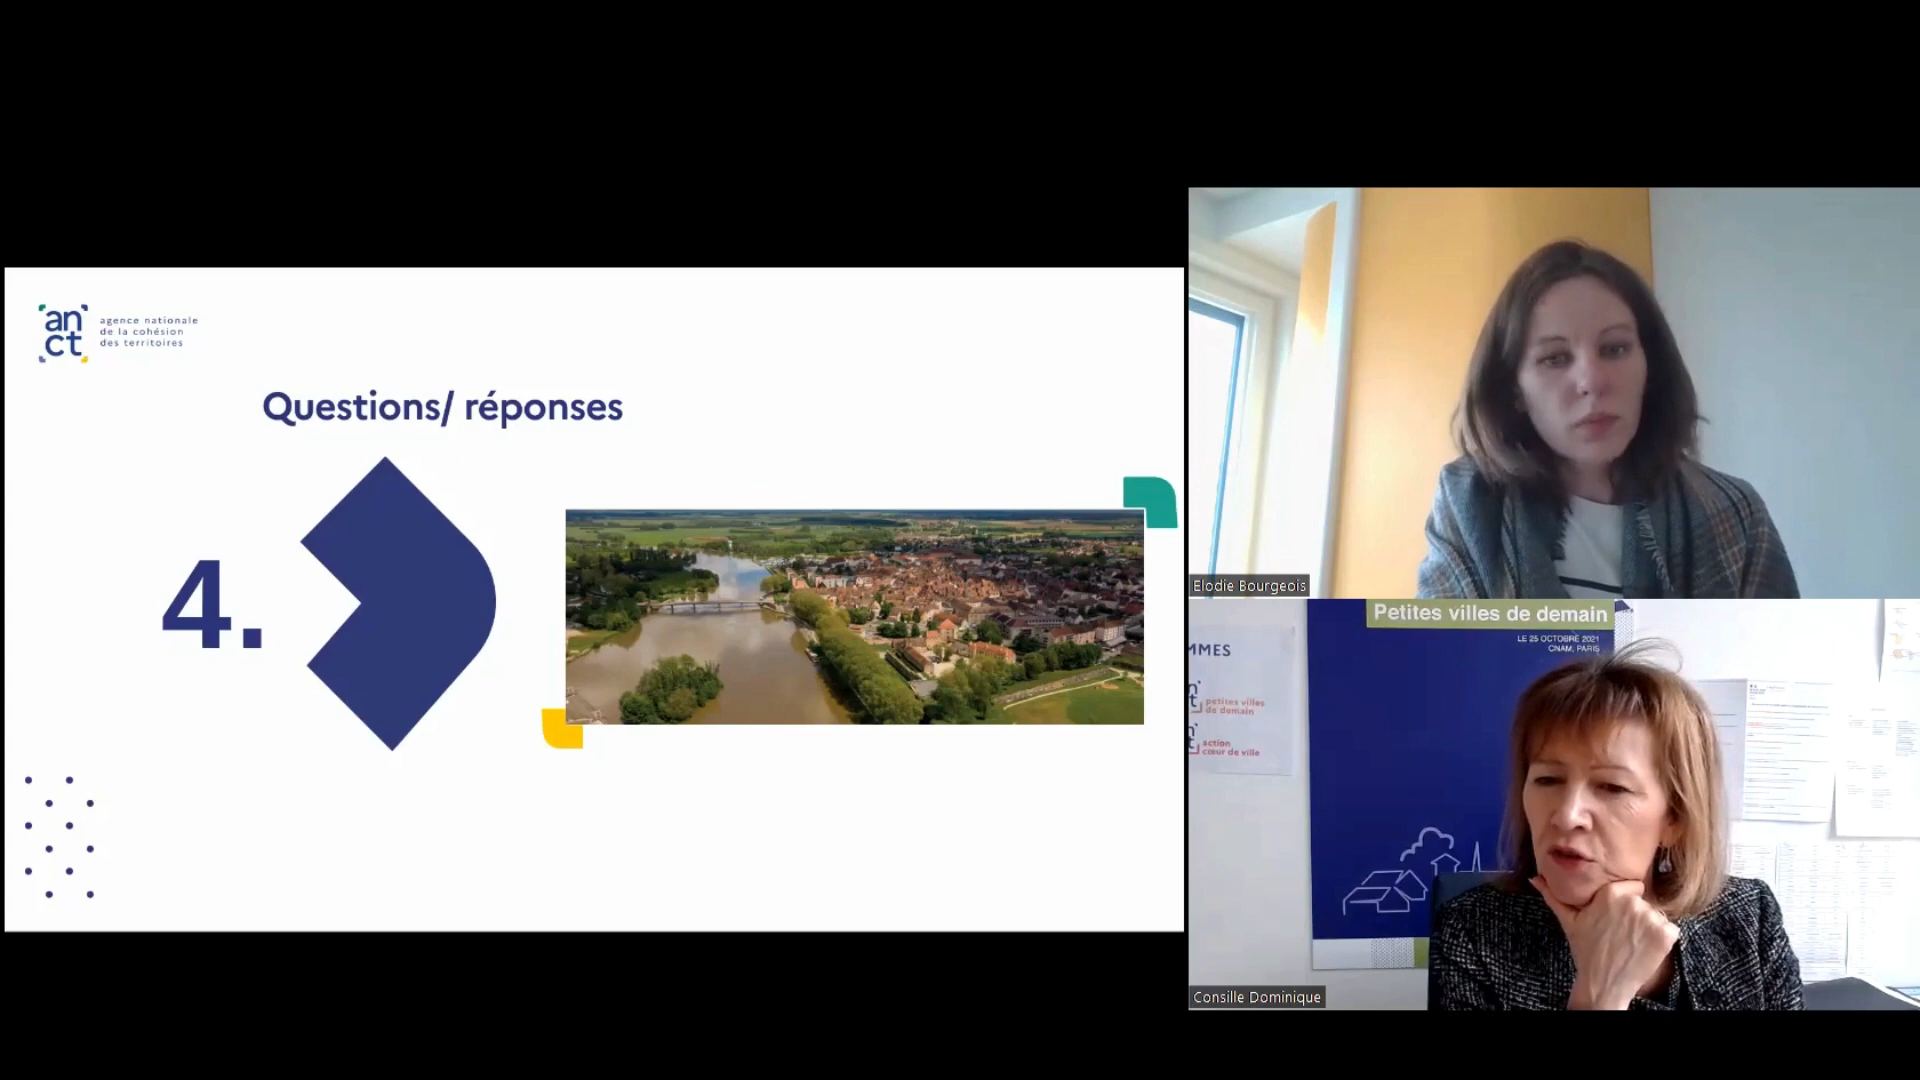 an
ct
agence nationale
de la cohésion
des territoires
Questions/ réponses
4.
Elodie Bourgeois
Petites villes de demain
LE 25 OCTOBRE 2021
CNAM, PARIS
MMES
petites villes
de demain
action
cœur de ville
Consille Dominique